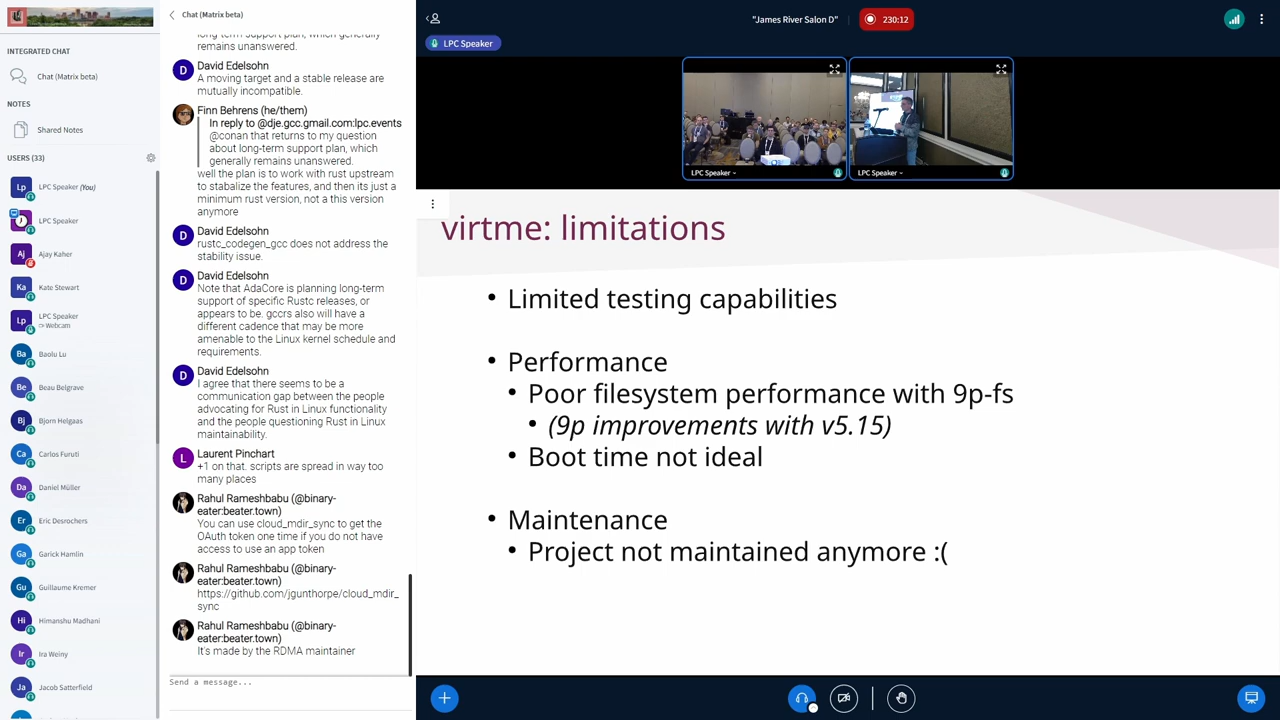 INTEGRATED CHAT
Chat (Matrix beta)
NOTES
Shared Notes
USERS (33)
Lp LPC Speaker (You)
LPC Speaker
Aj Ajay Kaher
Ka Kate Stewart
Lp LPC Speaker
Webcam
Ba Baolu Lu
Be Beau Belgrave
Bj Bjorn Helgaas
Ca Carlos Furuti
Da Daniel Müller
Er Eric Desrochers
Ga Garick Hamlin
Gu Guillaume Kremer
Hi Himanshu Madhani
Ir Ira Weiny
Ja Jacob Satterfield
Chat (Matrix beta)
long term support plan, which generally
remains unanswered.
D David Edelsohn
A moving target and a stable release are
mutually incompatible.
Finn Behrens (he/them)
In reply to @dje.gcc.gmail.com:lpc.events
@conan that returns to my question
about long-term support plan, which
generally remains unanswered.
well the plan is to work with rust upstream
to stabalize the features, and then its just a
minimum rust version, not a this version
anymore
D David Edelsohn
rustc_codegen_gcc does not address the
stability issue.
D David Edelsohn
Note that AdaCore is planning long-term
support of specific Rustc releases, or
appears to be. gccrs also will have a
different cadence that may be more
amenable to the Linux kernel schedule and
requirements.
D David Edelsohn
I agree that there seems to be a
communication gap between the people
advocating for Rust in Linux functionality
and the people questioning Rust in Linux
maintainability.
L Laurent Pinchart
+1 on that. scripts are spread in way too
many places
Rahul Rameshbabu (@binary-
eater:beater.town)
You can use cloud_mdir_sync to get the
OAuth token one time if you do not have
access to use an app token
Rahul Rameshbabu (@binary-
eater:beater.town)
https://github.com/jgunthorpe/cloud_mdir_
sync
Rahul Rameshbabu (@binary-
eater:beater.town)
It's made by the RDMA maintainer
Send a message...
"James River Salon D"
230:12
LPC Speaker
LPC Speaker
LPC Speaker
virtme: limitations
• Limited testing capabilities
• Performance
• Poor filesystem performance with 9p-fs
• (9p improvements with v5.15)
• Boot time not ideal
• Maintenance
• Project not maintained anymore :(